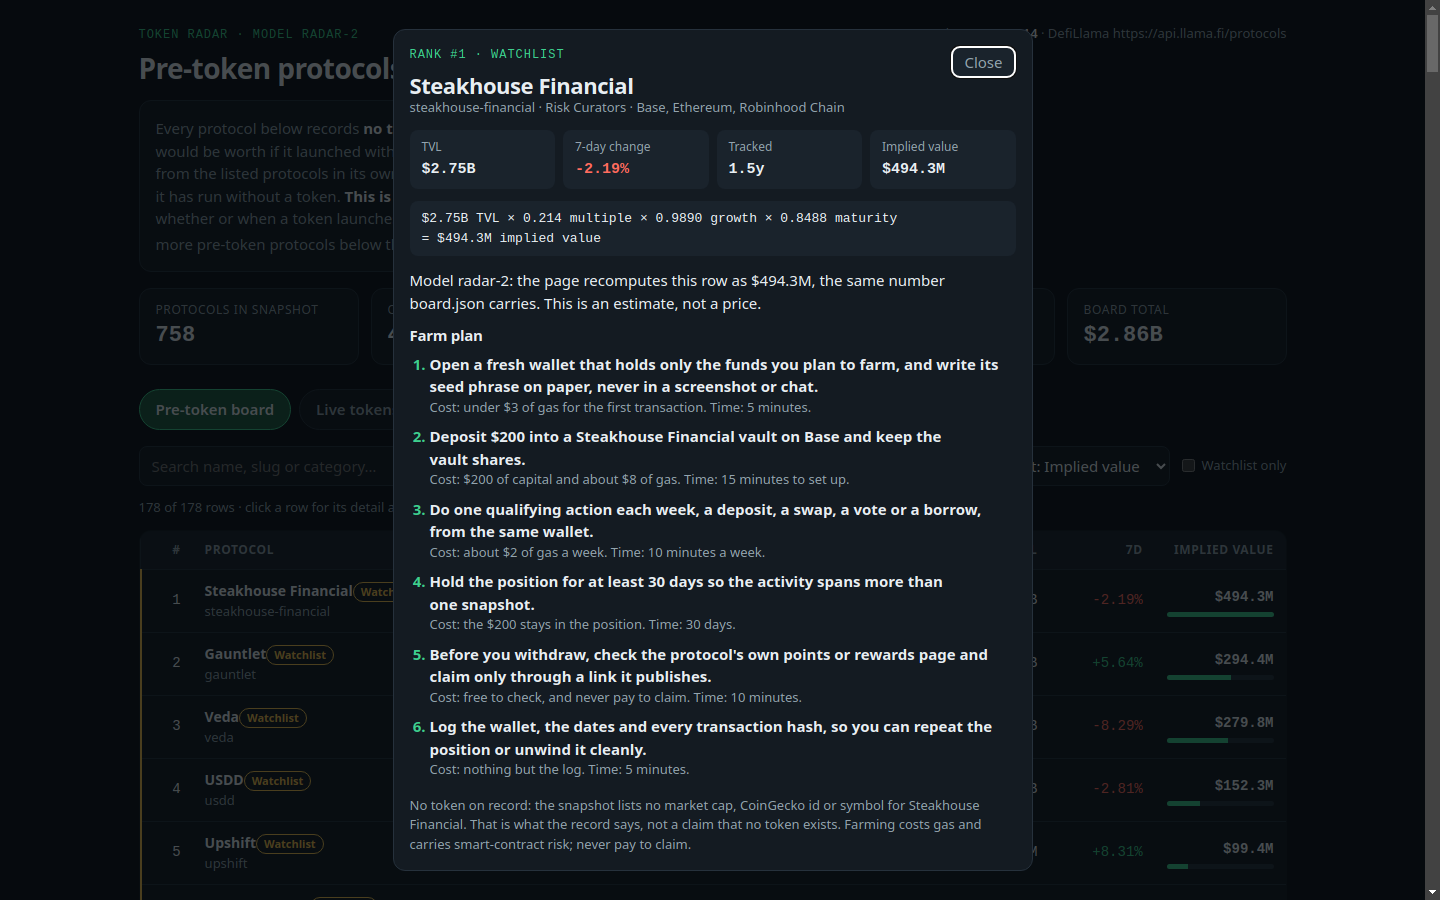 TOKEN RADAR · MODEL RADAR-2
4 · DefiLlama https://api.llama.fi/protocols
Pre-token protocols
Every protocol below records no t
would be worth if it launched with
from the listed protocols in its own
it has run without a token. This is
whether or when a token launche
more pre-token protocols below th
PROTOCOLS IN SNAPSHOT
758
BOARD TOTAL
$2.86B
Pre-token board
Live token
Search name, slug or category...
t: Implied value
Watchlist only
178 of 178 rows · click a row for its detail a
# PROTOCOL 7D IMPLIED VALUE
1 Steakhouse Financial Watch -2.19% $494.3M
steakhouse-financial
2 Gauntlet Watchlist +5.64% $294.4M
gauntlet
3 Veda Watchlist -8.29% $279.8M
veda
4 USDD Watchlist -2.81% $152.3M
usdd
5 Upshift Watchlist +8.31% $99.4M
upshift
RANK #1 · WATCHLIST
Close
Steakhouse Financial
steakhouse-financial · Risk Curators · Base, Ethereum, Robinhood Chain
TVL
$2.75B
7-day change
-2.19%
Tracked
1.5y
Implied value
$494.3M
$2.75B TVL × 0.214 multiple × 0.9890 growth × 0.8488 maturity
= $494.3M implied value
Model radar-2: the page recomputes this row as $494.3M, the same number
board.json carries. This is an estimate, not a price.
Farm plan
1. Open a fresh wallet that holds only the funds you plan to farm, and write its
seed phrase on paper, never in a screenshot or chat.
Cost: under $3 of gas for the first transaction. Time: 5 minutes.
2. Deposit $200 into a Steakhouse Financial vault on Base and keep the
vault shares.
Cost: $200 of capital and about $8 of gas. Time: 15 minutes to set up.
3. Do one qualifying action each week, a deposit, a swap, a vote or a borrow,
from the same wallet.
Cost: about $2 of gas a week. Time: 10 minutes a week.
4. Hold the position for at least 30 days so the activity spans more than
one snapshot.
Cost: the $200 stays in the position. Time: 30 days.
5. Before you withdraw, check the protocol's own points or rewards page and
claim only through a link it publishes.
Cost: free to check, and never pay to claim. Time: 10 minutes.
6. Log the wallet, the dates and every transaction hash, so you can repeat the
position or unwind it cleanly.
Cost: nothing but the log. Time: 5 minutes.
No token on record: the snapshot lists no market cap, CoinGecko id or symbol for Steakhouse
Financial. That is what the record says, not a claim that no token exists. Farming costs gas and
carries smart-contract risk; never pay to claim.